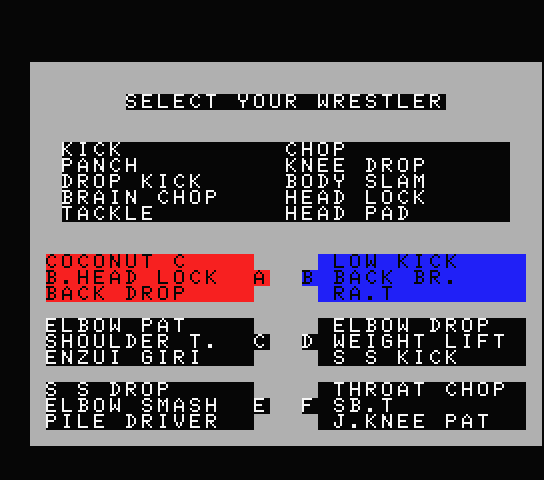 SELECT YOUR WRESTLER
KICK CHOP
PANCH KNEE DROP
DROP KICK BODY SLAM
BRAIN CHOP HEAD LOCK
TACKLE HEAD PAD
COCONUT C
B.HEAD LOCK A
BACK DROP
LOW KICK
B BACK BR.
RA.T
ELBOW PAT
SHOULDER T. C
ENZUI GIRI
ELBOW DROP
D WEIGHT LIFT
S S KICK
S S DROP
ELBOW SMASH E
PILE DRIVER
THROAT CHOP
F SB.T
J.KNEE PAT